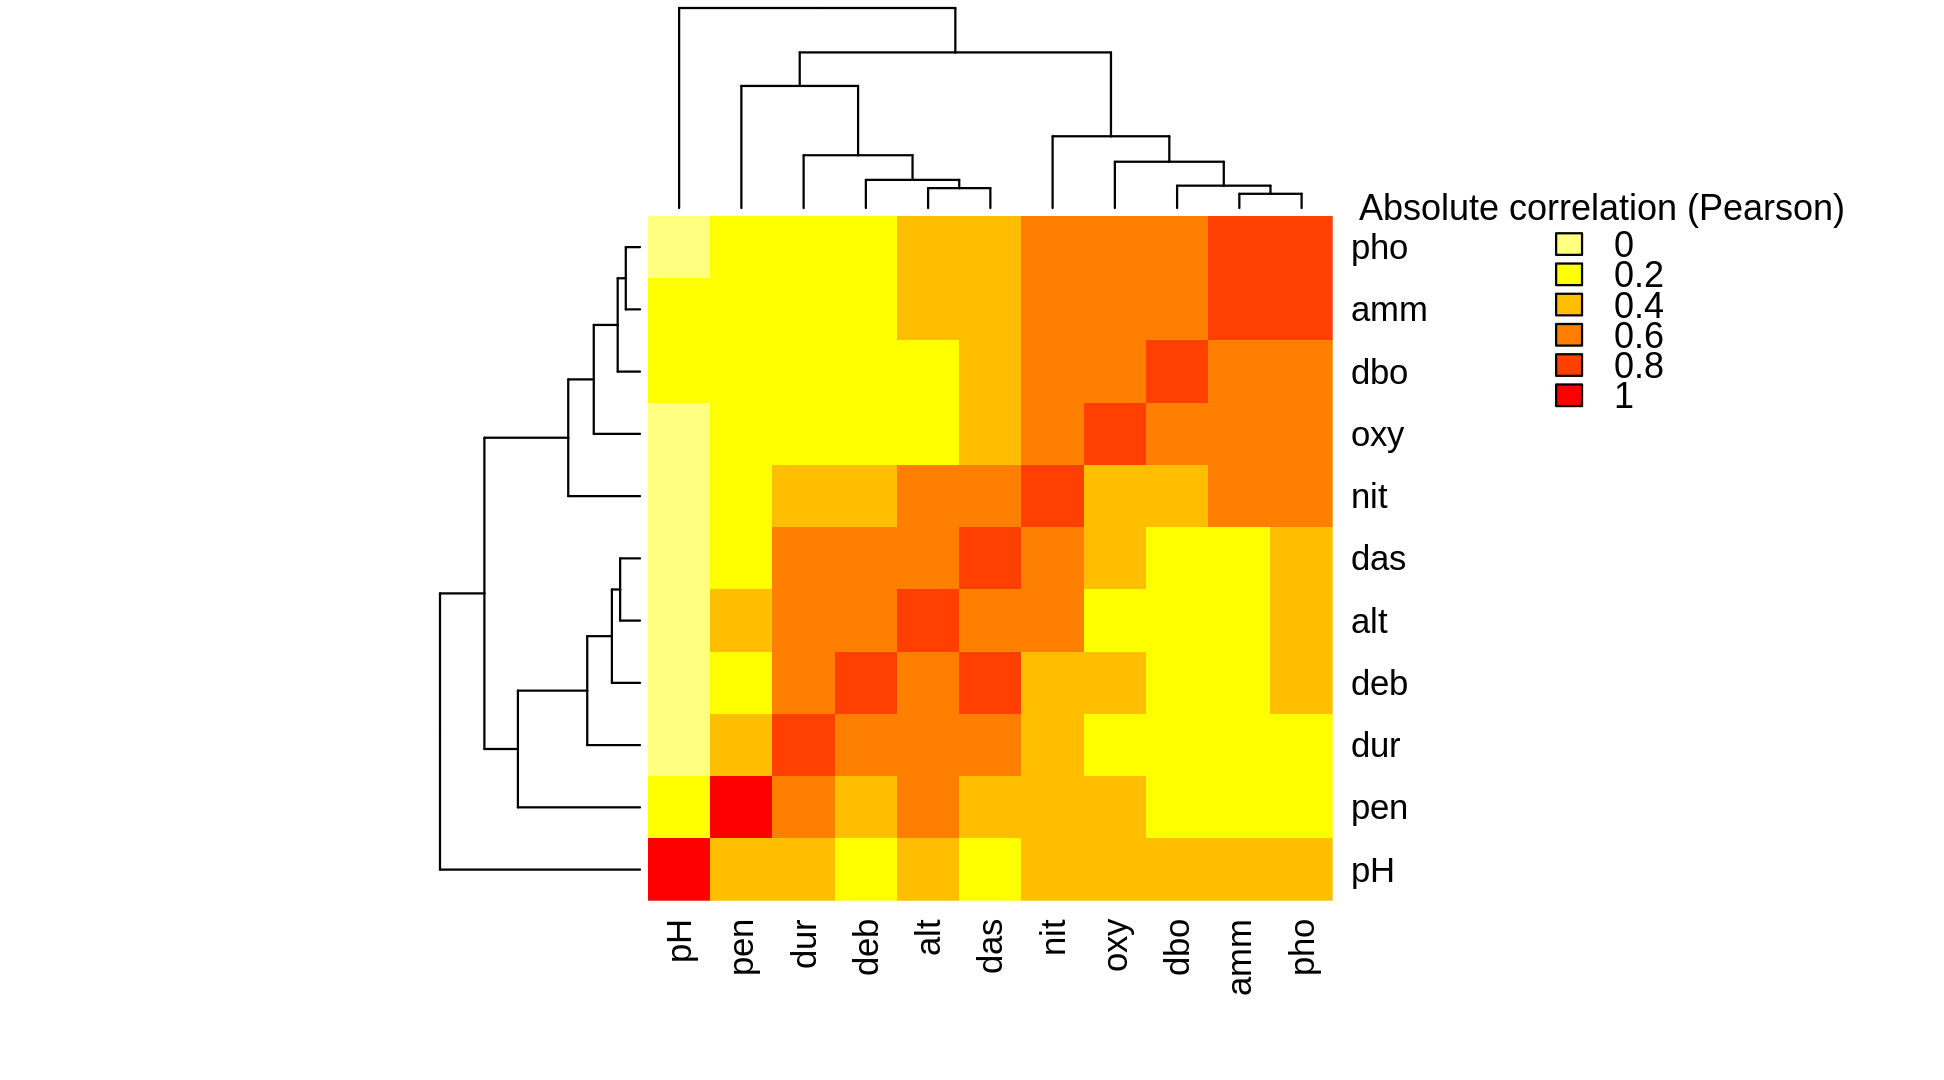 Absolute correlation (Pearson)
0
0.2
0.4
0.6
0.8
1
pho
amm
dbo
oxy
nit
das
alt
deb
dur
pen
pH
pH
pen
dur
deb
alt
das
nit
oxy
dbo
amm
pho